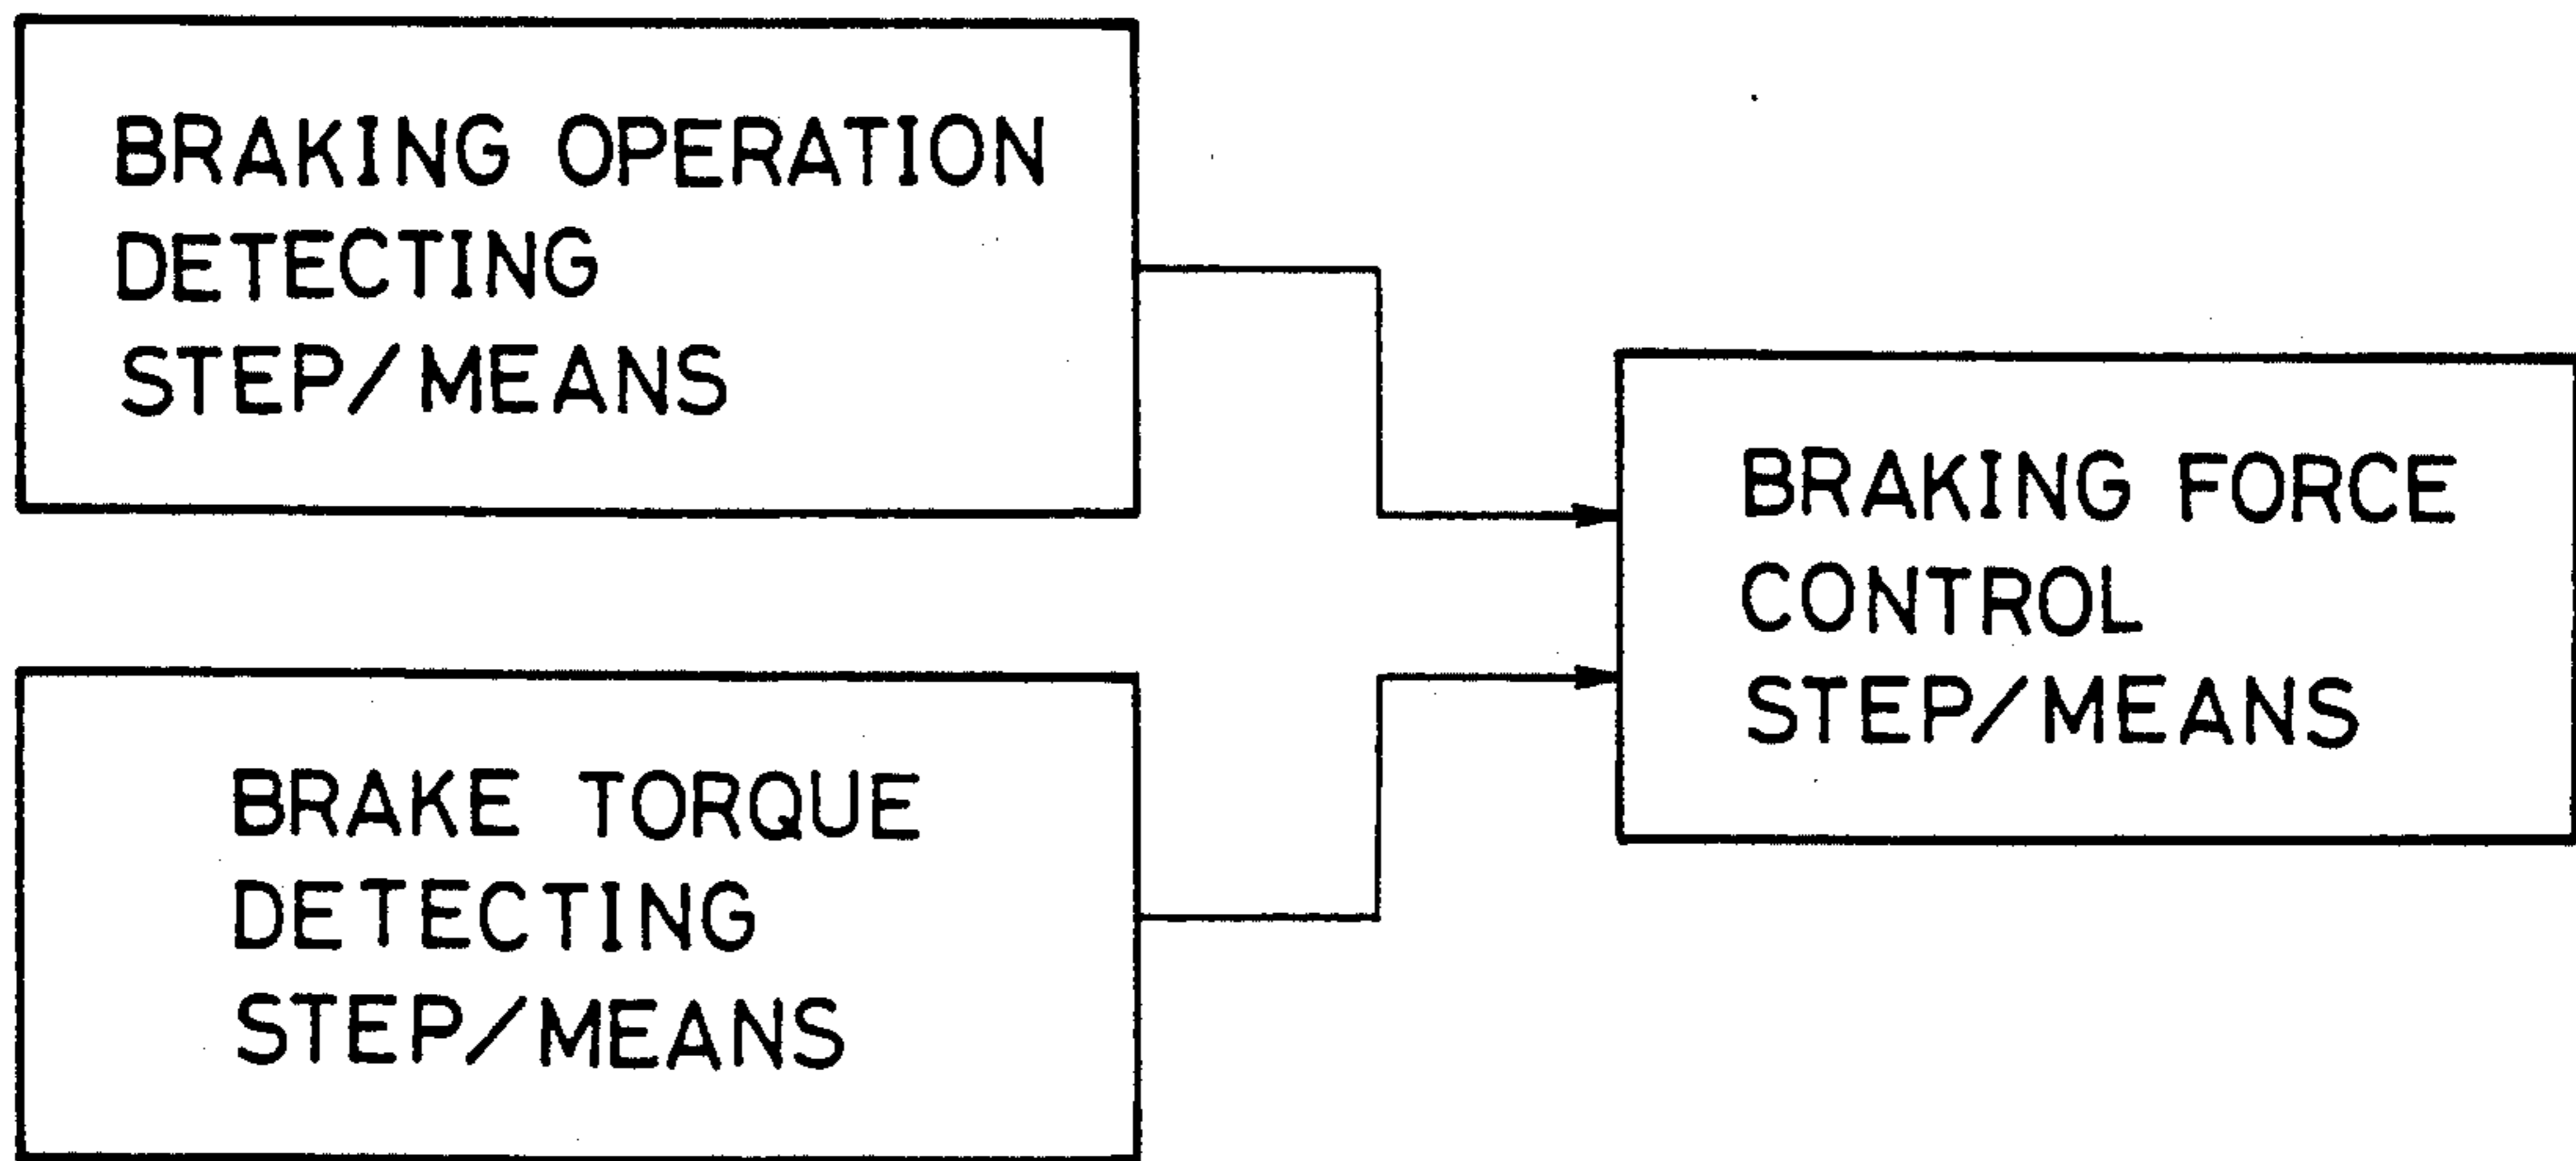 BRAKING OPERATION
DETECTING
STEP/MEANS
BRAKE TORQUE
DETECTING
STEP/MEANS
BRAKING FORCE
CONTROL
STEP/MEANS